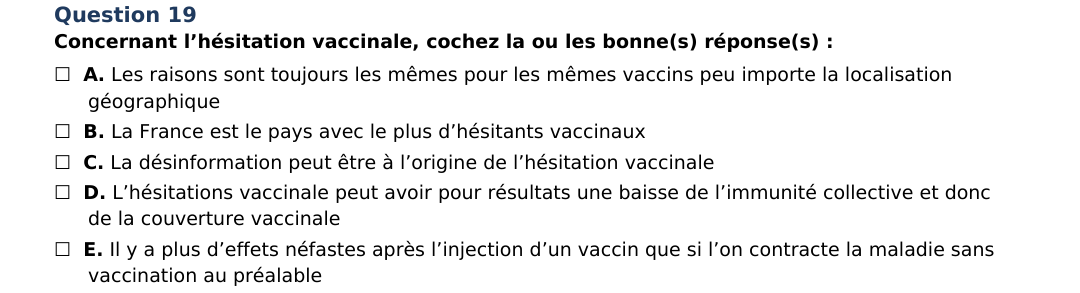 Question 19
Concernant l’hésitation vaccinale, cochez la ou les bonne(s) réponse(s) :
☐ A. Les raisons sont toujours les mêmes pour les mêmes vaccins peu importe la localisation
géographique
☐ B. La France est le pays avec le plus d’hésitants vaccinaux
☐ C. La désinformation peut être à l’origine de l’hésitation vaccinale
☐ D. L’hésitations vaccinale peut avoir pour résultats une baisse de l’immunité collective et donc
de la couverture vaccinale
☐ E. Il y a plus d’effets néfastes après l’injection d’un vaccin que si l’on contracte la maladie sans
vaccination au préalable